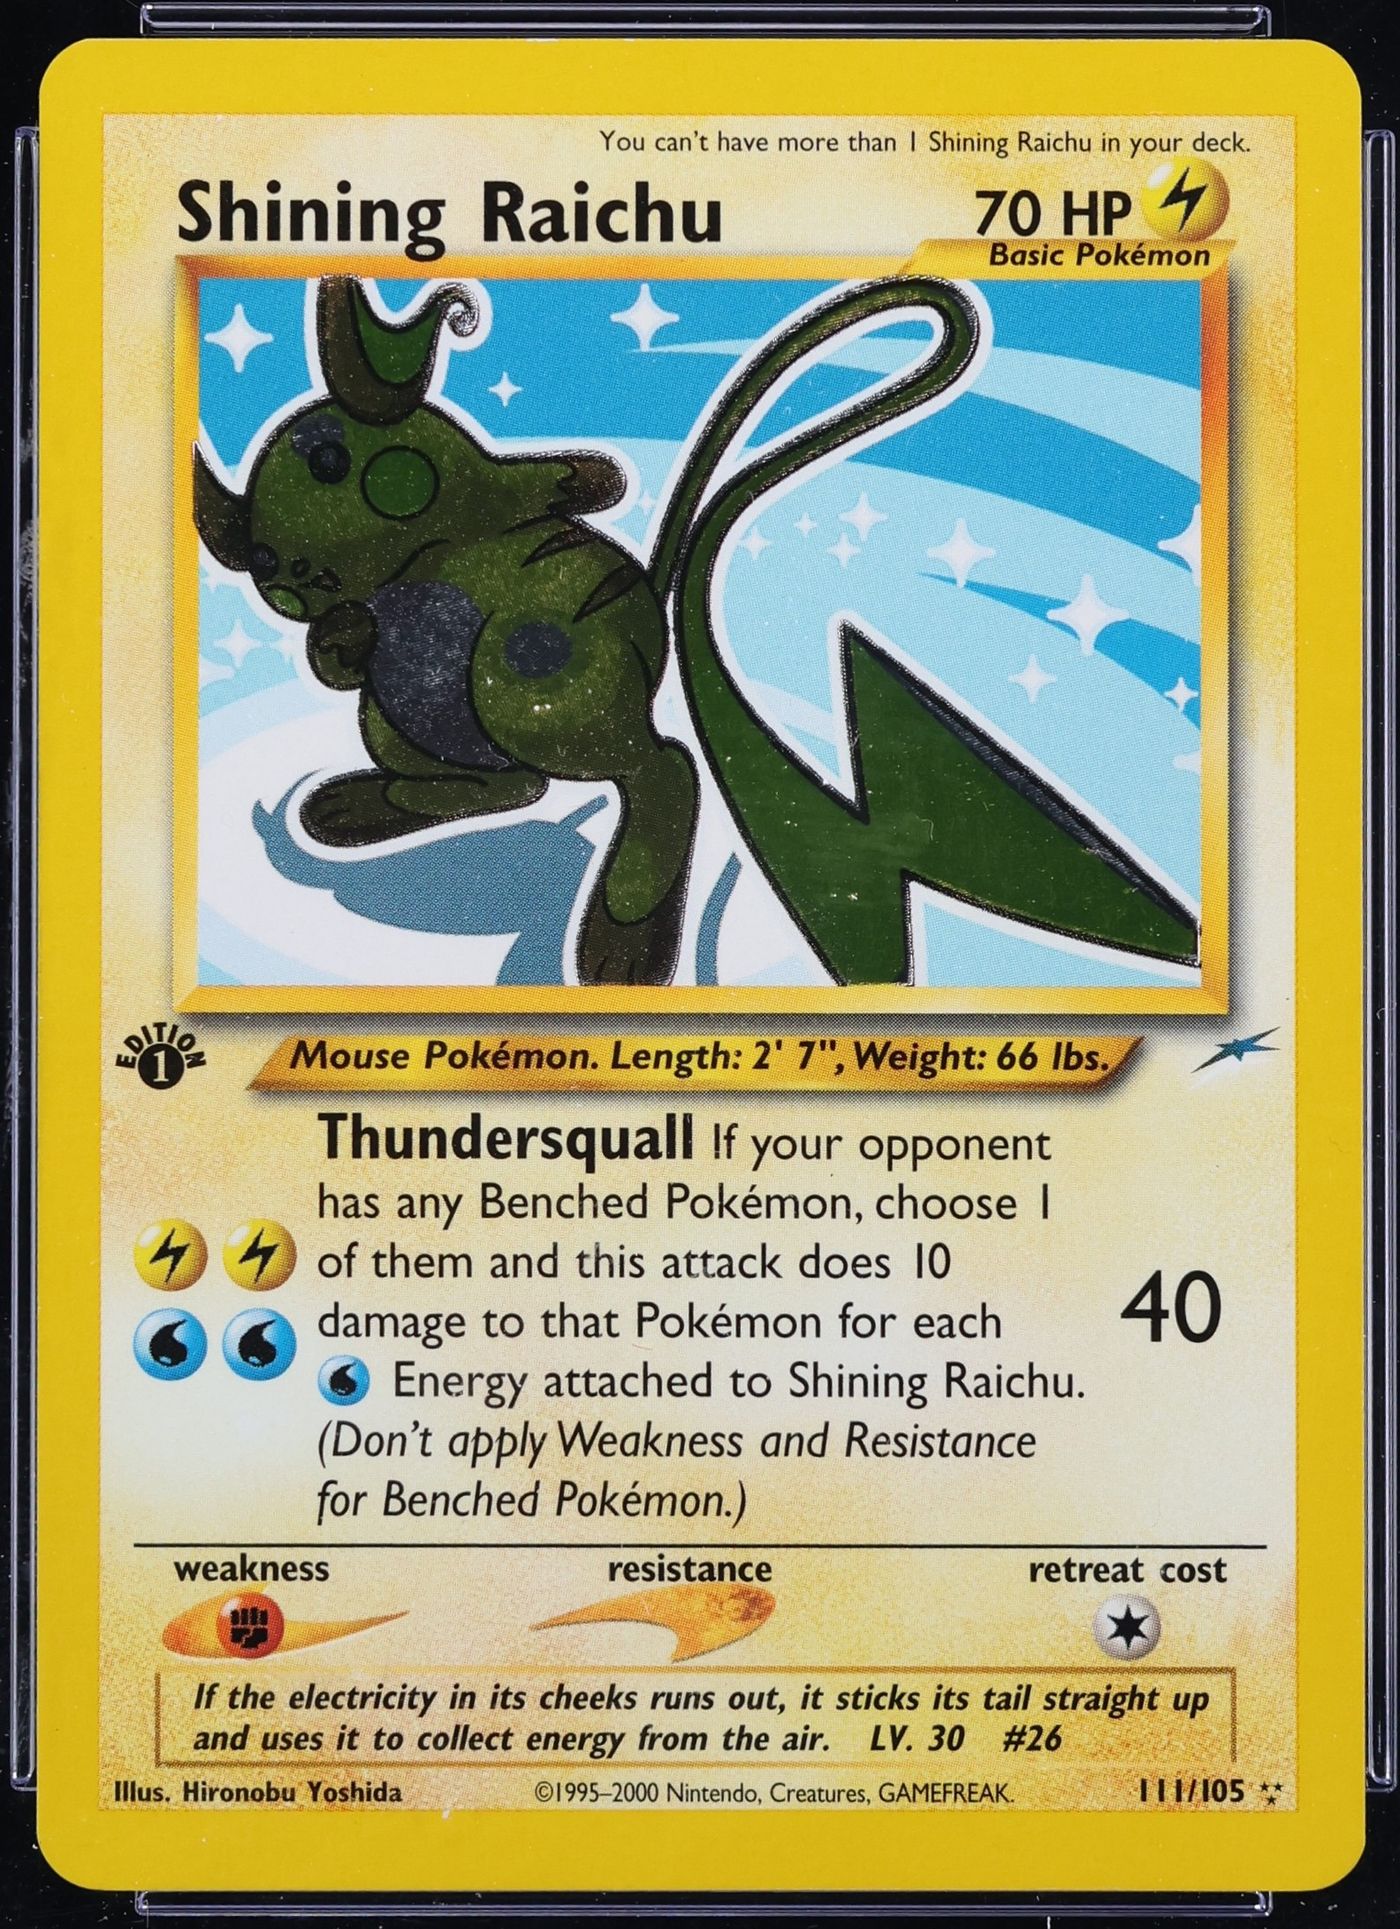 You can't have more than 1 Shining Raichu in your deck.
Shining Raichu
70 HP
Basic Pokémon
EDITION
1
Mouse Pokémon. Length: 2' 7", Weight: 66 lbs.
Thundersquall If your opponent
has any Benched Pokémon, choose 1
of them and this attack does 10
damage to that Pokémon for each
Energy attached to Shining Raichu.
(Don't apply Weakness and Resistance
for Benched Pokémon.)
40
weakness resistance retreat cost
If the electricity in its cheeks runs out, it sticks its tail straight up
and uses it to collect energy from the air. LV. 30 #26
Illus. Hironobu Yoshida ©1995–2000 Nintendo, Creatures, GAMEFREAK. 111/105